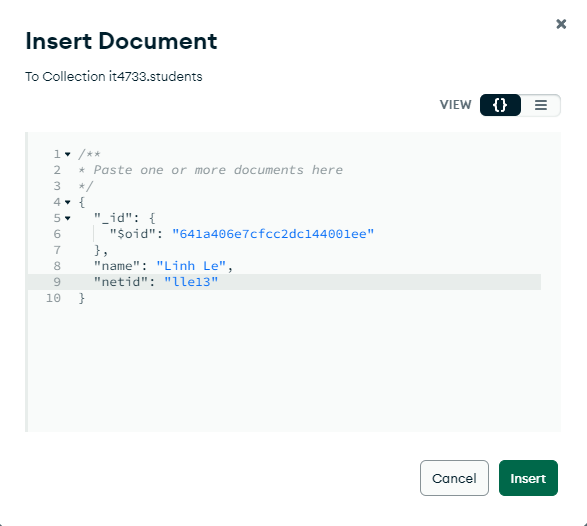 Insert Document
To Collection it4733.students
VIEW {}
1 /**
2 * Paste one or more documents here
3 */
4 {
5 "_id": {
6 "$oid": "641a406e7cfcc2dc144001ee"
7 },
8 "name": "Linh Le",
9 "netid": "lle13"
10 }
Cancel Insert